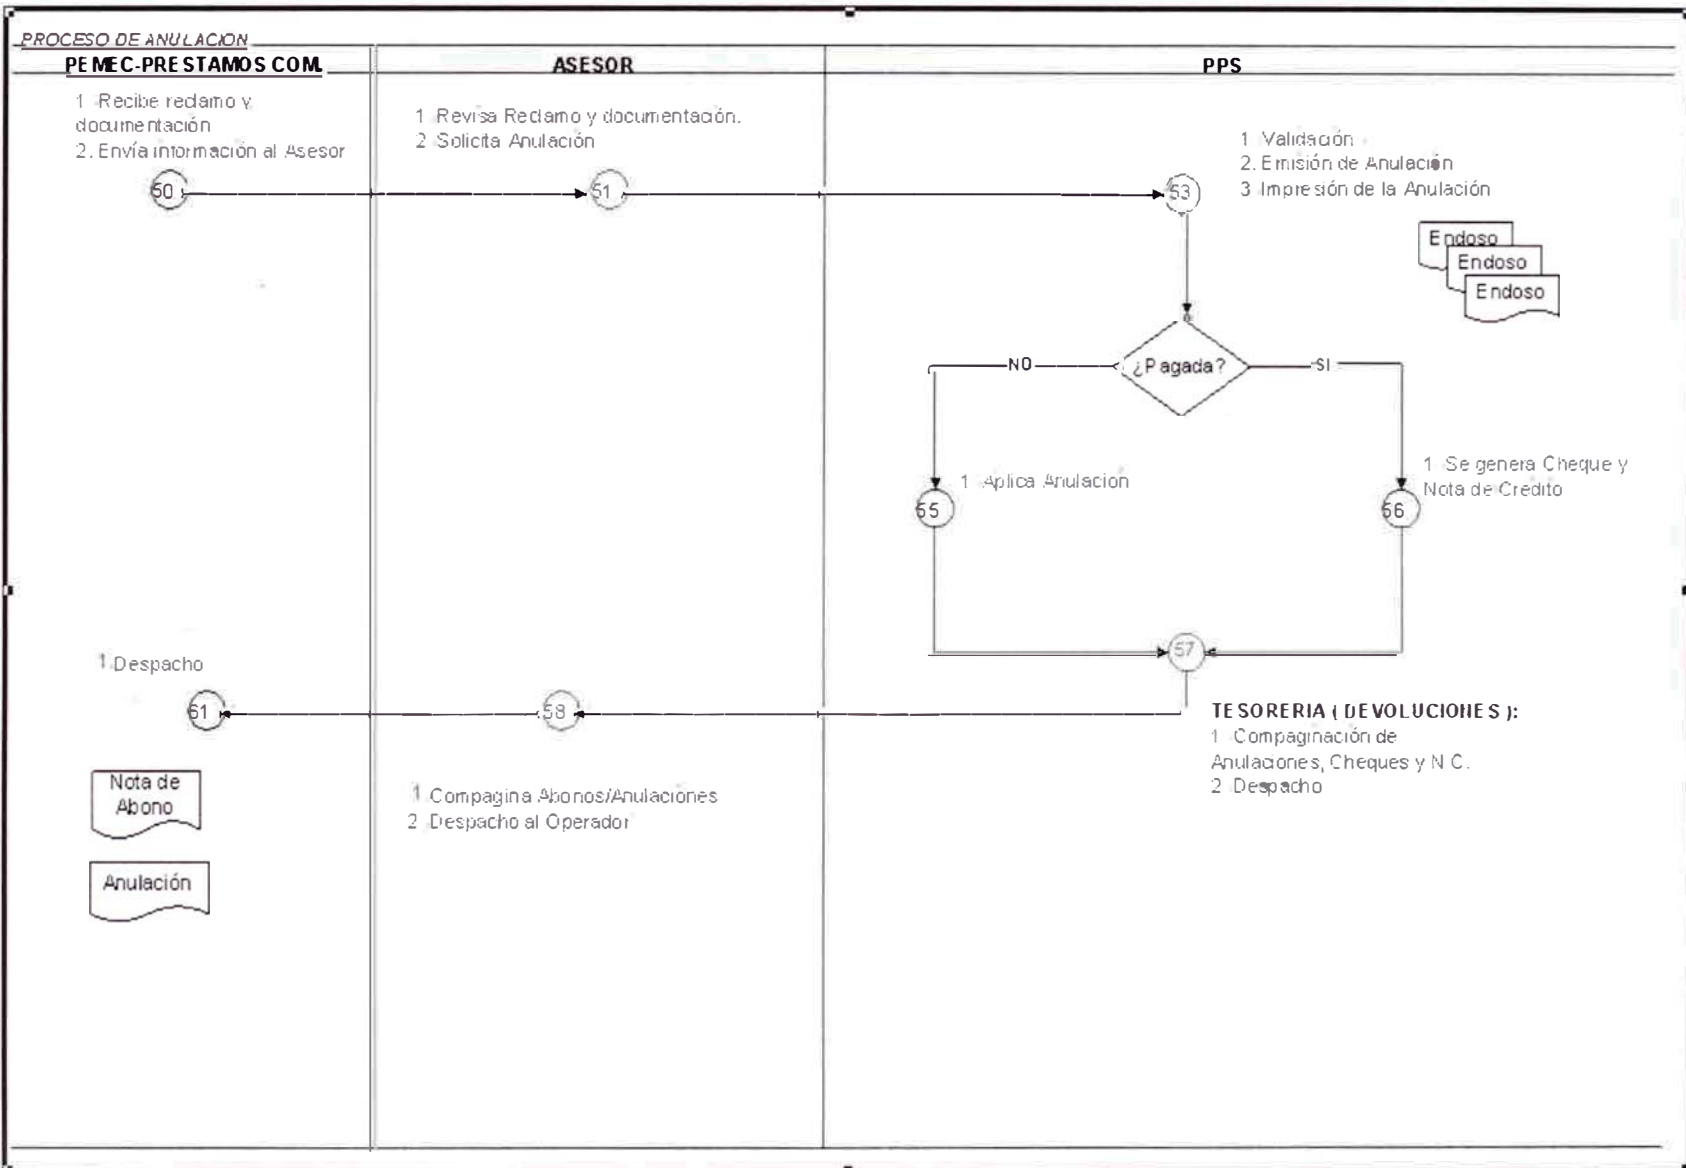 PROCESO DE ANULACION
PEMEC-PRESTAMOS COM.
ASESOR
PPS
1 Recibe reclamo y
documentación
2. Envía información al Asesor
1 Revisa Reclamo y documentación.
2 Solicita Anulación
1 Validación
2. Emisión de Anulación
3 Impresión de la Anulación
50
51
53
Endoso
Endoso
Endoso
NO
¿Pagada?
SI
1 Aplica Anulacion
1 Se genera Cheque y
Nota de Credito
55
56
57
1 Despacho
61
58
TESORERIA ( DEVOLUCIONES ):
1 Compaginación de
Anulaciones, Cheques y N C.
2 Despacho
Nota de
Abono
1 Compagina Abonos/Anulaciones
2 Despacho al Operador
Anulación